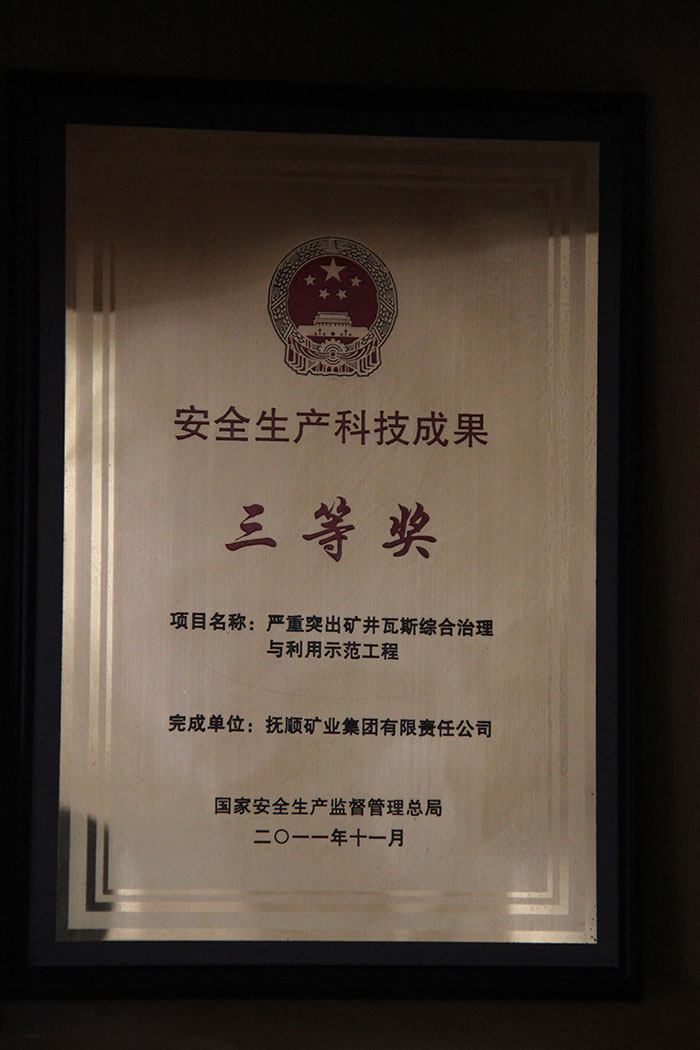 安全生产科技成果
三等奖
项目名称：严重突出矿井瓦斯综合治理
与利用示范工程
完成单位：抚顺矿业集团有限责任公司
国家安全生产监督管理总局
二〇一一年十一月